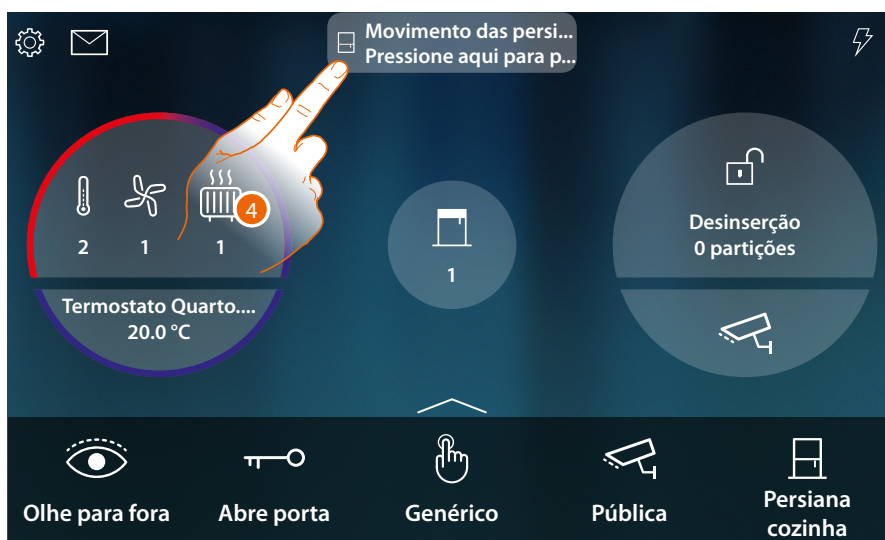 Movimento das persi...
Pressione aqui para p...
4
2 1 1
Termostato Quarto....
20.0 °C
1
Desinserção
0 partições
Olhe para fora
Abre porta
Genérico
Pública
Persiana
cozinha